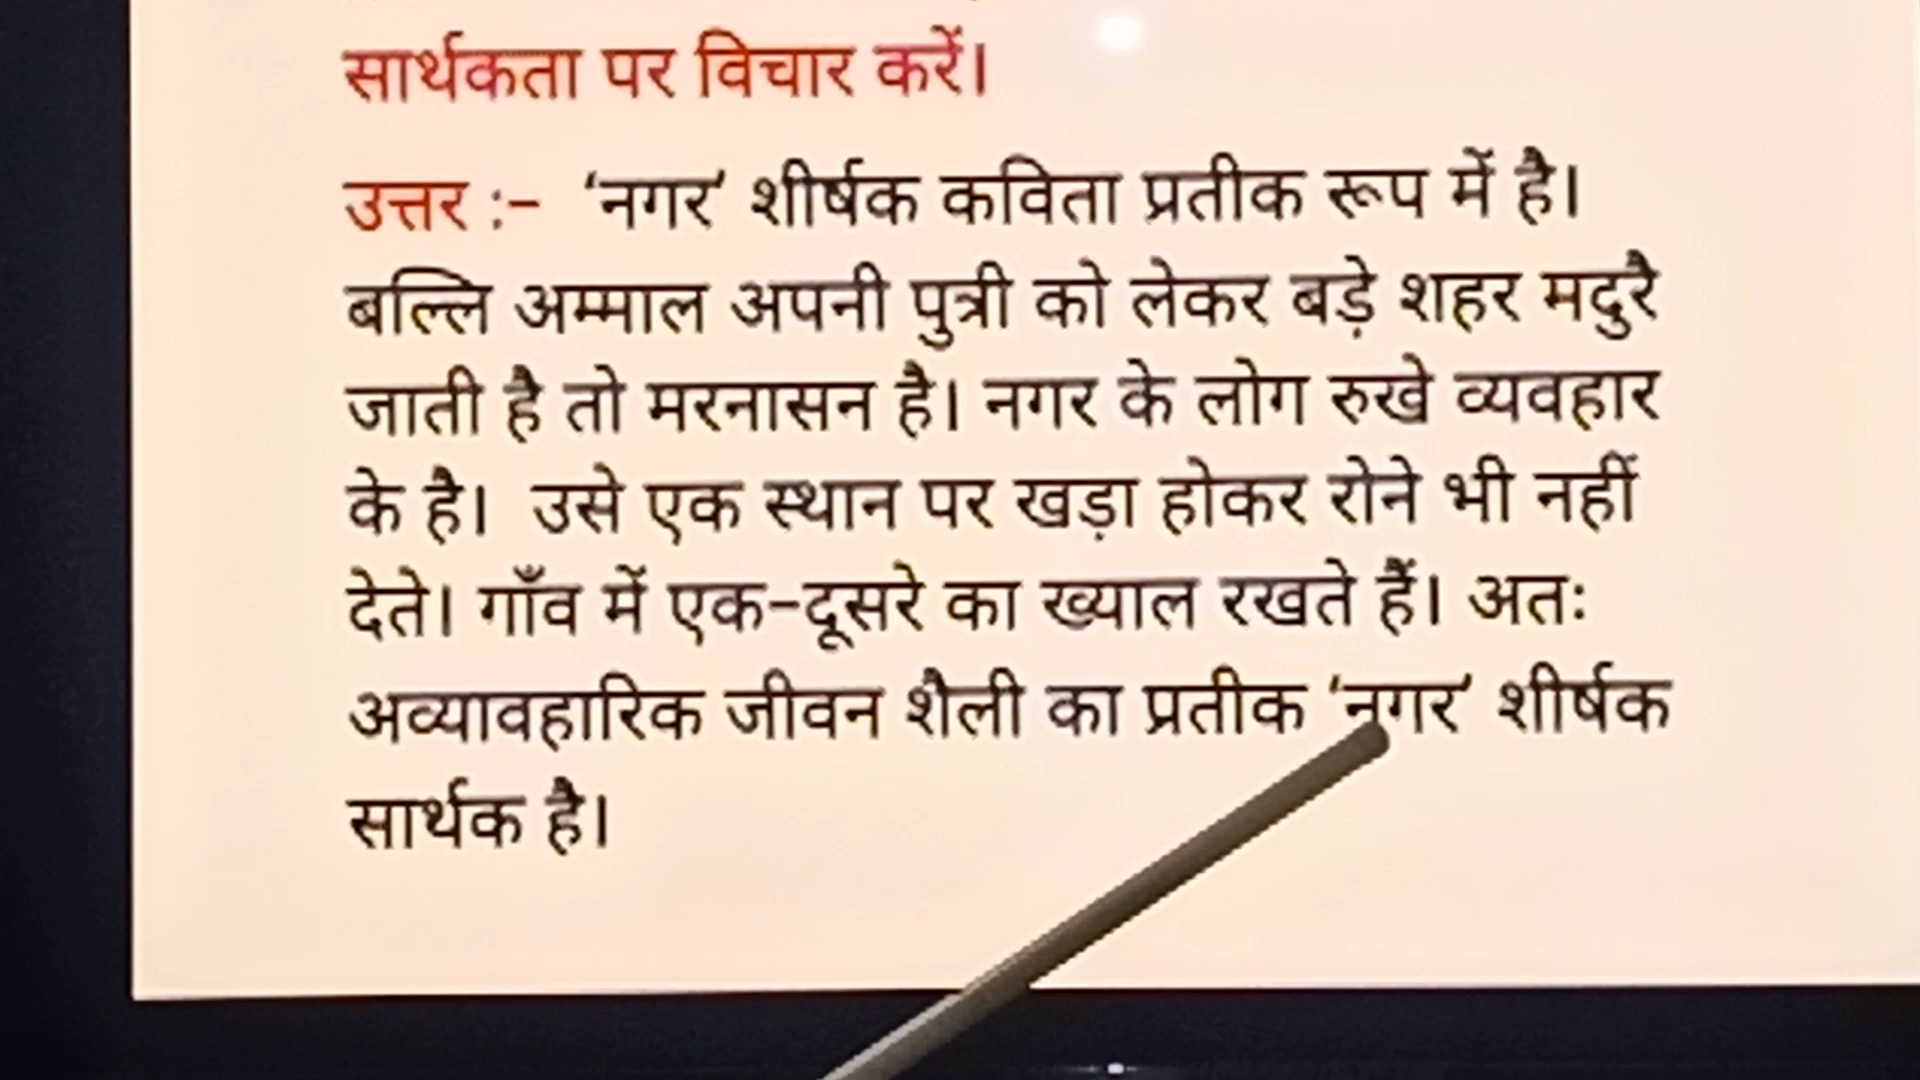 सार्थकता पर विचार करें।
उत्तर :- ‘नगर’ शीर्षक कविता प्रतीक रूप में है।
बल्लि अम्माल अपनी पुत्री को लेकर बड़े शहर मदुरै
जाती है तो मरनासन है। नगर के लोग रुखे व्यवहार
के है। उसे एक स्थान पर खड़ा होकर रोने भी नहीं
देते। गाँव में एक-दूसरे का ख्याल रखते हैं। अतः
अव्यावहारिक जीवन शैली का प्रतीक ‘नगर’ शीर्षक
सार्थक है।